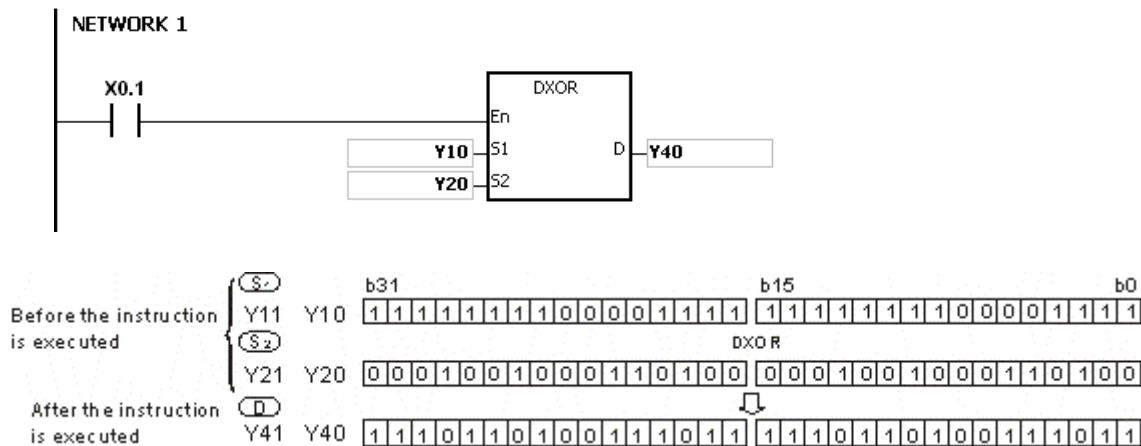 NETWORK 1
X0.1
DXOR
En
Y10 S1 D Y40
Y20 S2
b31 b15 b0
Before the instruction
is executed
Y11 Y10 1 1 1 1 1 1 1 1 0 0 0 0 1 1 1 1 1 1 1 1 1 1 1 1 0 0 0 0 1 1 1 1
S2 DXOR
Y21 Y20 0 0 0 1 0 0 1 0 0 0 1 1 0 1 0 0 0 0 0 1 0 0 1 0 0 0 1 1 0 1 0 0
After the instruction
is executed
D
Y41 Y40 1 1 1 0 1 1 0 1 0 0 1 1 1 0 1 1 1 1 1 0 1 1 0 1 0 0 1 1 1 0 1 1